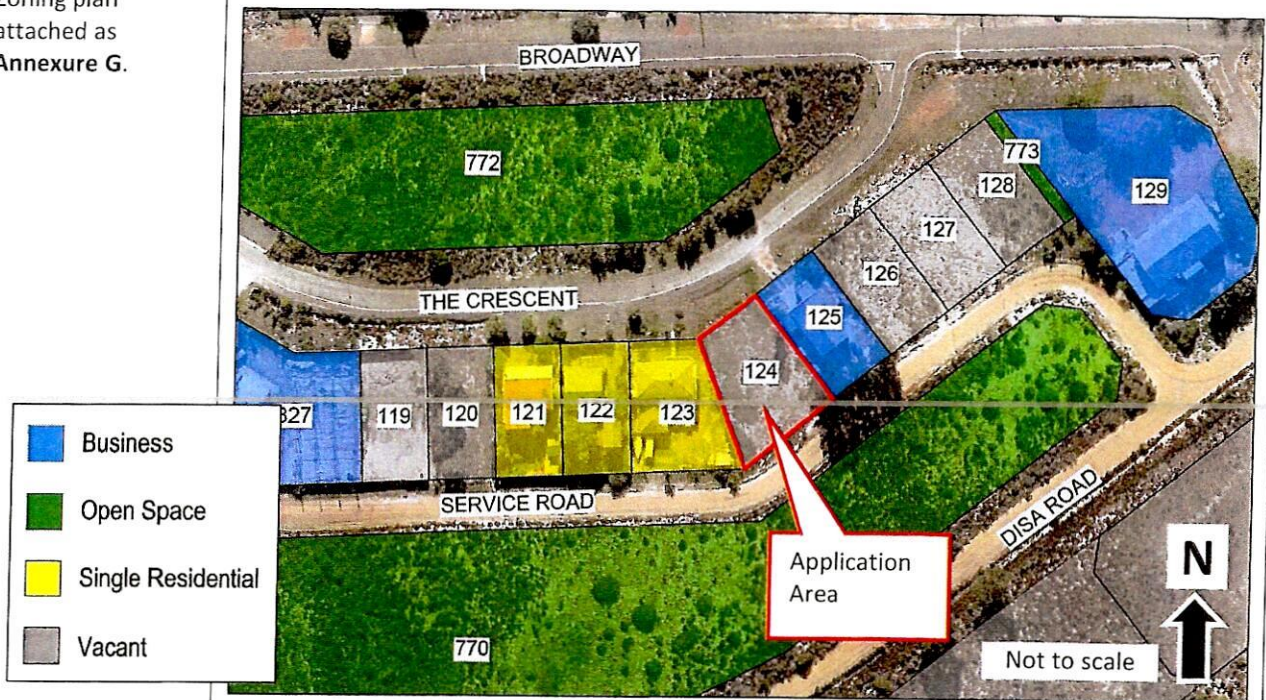 Zoning plan
attached as
Annexure G.
BROADWAY
772
773
128
129
127
126
THE CRESCENT
125
124
327
119
120
121
122
123
Business
Open Space
Single Residential
Vacant
SERVICE ROAD
DISA ROAD
Application
Area
770
N
Not to scale